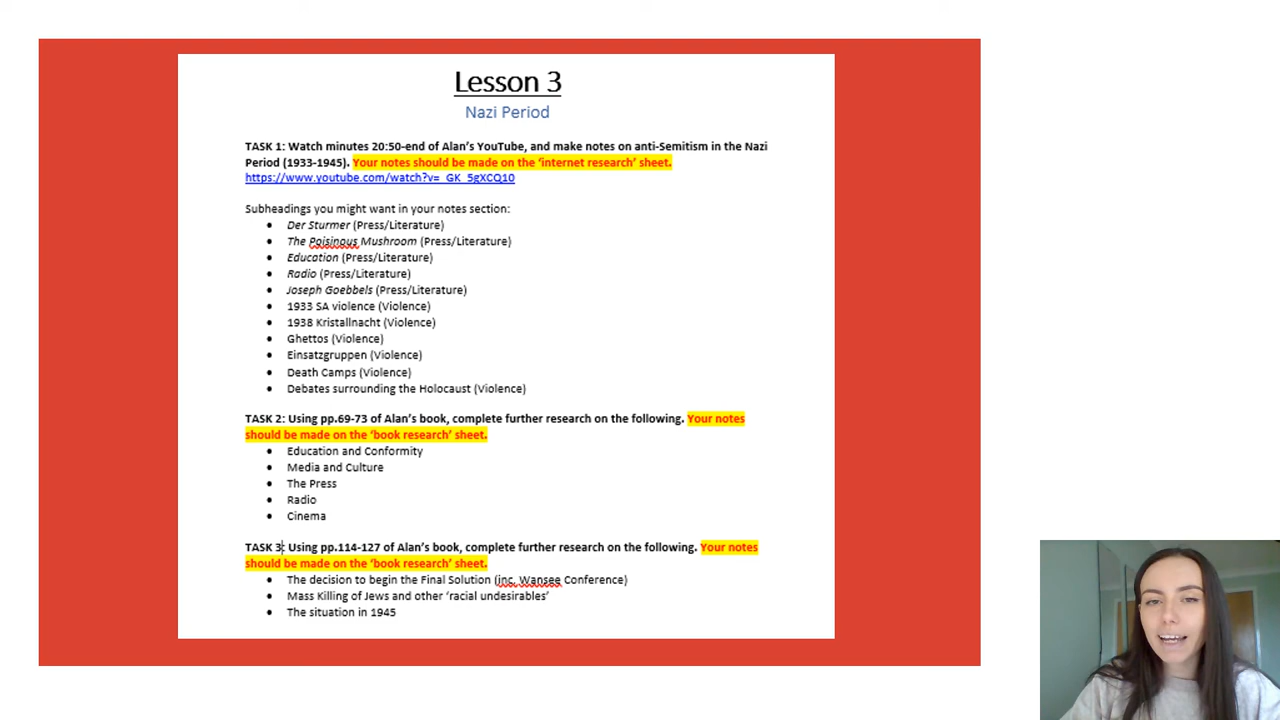 Lesson 3
Nazi Period
TASK 1: Watch minutes 20:50-end of Alan's YouTube, and make notes on anti-Semitism in the Nazi
Period (1933-1945). Your notes should be made on the 'internet research' sheet.
https://www.youtube.com/watch?v=_GK_5gXCQ10
Subheadings you might want in your notes section:
• Der Sturmer (Press/Literature)
• The Poisinous Mushroom (Press/Literature)
• Education (Press/Literature)
• Radio (Press/Literature)
• Joseph Goebbels (Press/Literature)
• 1933 SA violence (Violence)
• 1938 Kristallnacht (Violence)
• Ghettos (Violence)
• Einsatzgruppen (Violence)
• Death Camps (Violence)
• Debates surrounding the Holocaust (Violence)
TASK 2: Using pp.69-73 of Alan's book, complete further research on the following. Your notes
should be made on the 'book research' sheet.
• Education and Conformity
• Media and Culture
• The Press
• Radio
• Cinema
TASK 3: Using pp.114-127 of Alan's book, complete further research on the following. Your notes
should be made on the 'book research' sheet.
• The decision to begin the Final Solution (inc. Wansee Conference)
• Mass Killing of Jews and other 'racial undesirables'
• The situation in 1945